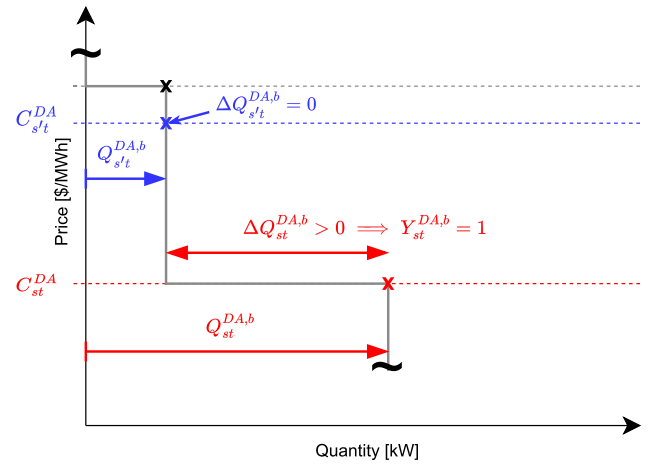 C_{s't}^{DA}
ΔQ_{s't}^{DA,b} = 0
Q_{s't}^{DA,b}
Price [$/MWh]
x
x
ΔQ_{st}^{DA,b} > 0 ⟹ Y_{st}^{DA,b} = 1
C_{st}^{DA}
x
Q_{st}^{DA,b}
Quantity [kW]